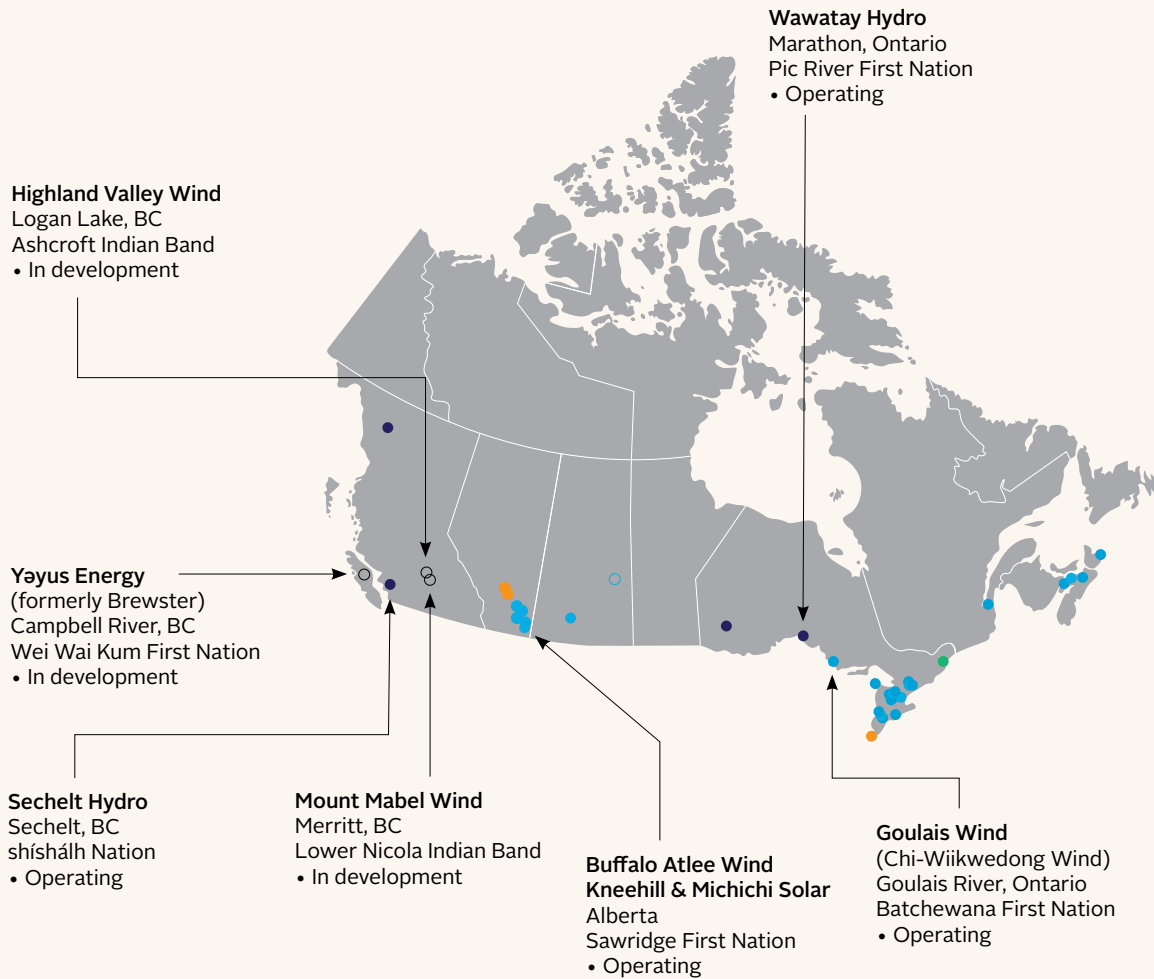 Wawatay Hydro
Marathon, Ontario
Pic River First Nation
• Operating
Highland Valley Wind
Logan Lake, BC
Ashcroft Indian Band
• In development
Yəyus Energy
(formerly Brewster)
Campbell River, BC
Wei Wai Kum First Nation
• In development
Sechelt Hydro
Sechelt, BC
shíshálh Nation
• Operating
Mount Mabel Wind
Merritt, BC
Lower Nicola Indian Band
• In development
Buffalo Atlee Wind
Kneehill & Michichi Solar
Alberta
Sawridge First Nation
• Operating
Goulais Wind
(Chi-Wiikwedong Wind)
Goulais River, Ontario
Batchewana First Nation
• Operating